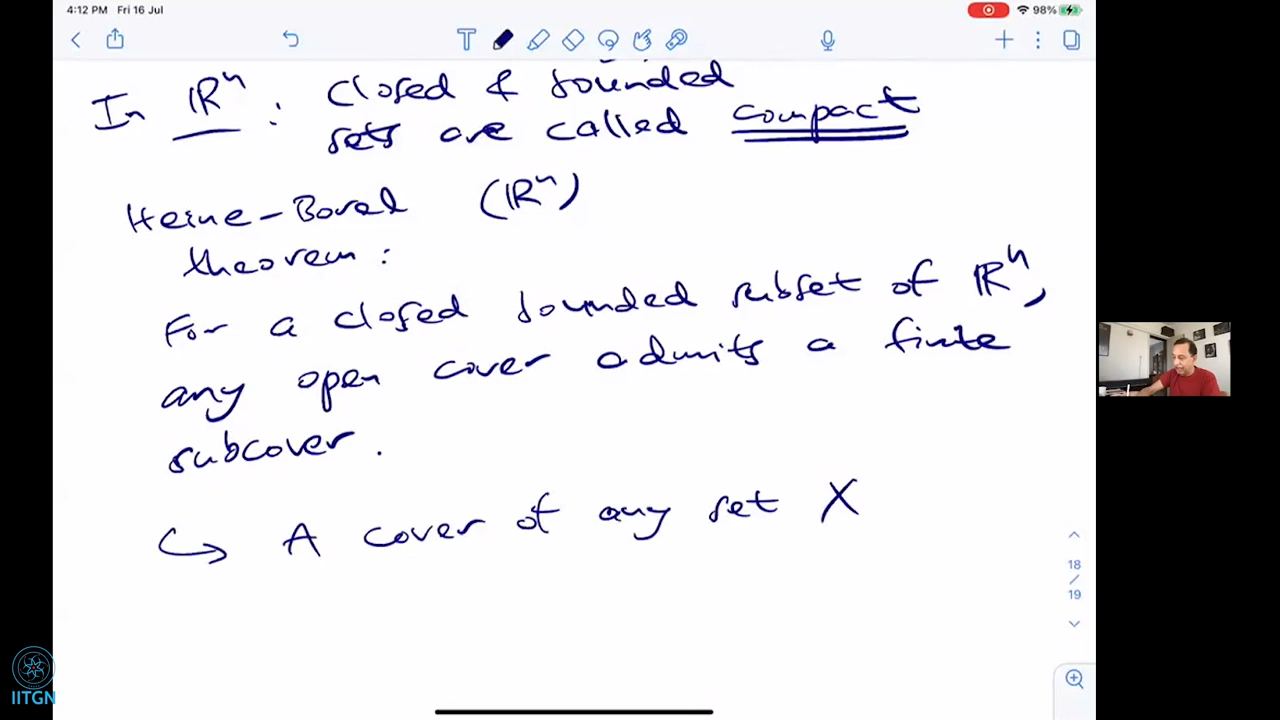 4:12 PM Fri 16 Jul
98%
In ℝⁿ : Closed & bounded
sets are called compact
Heine-Borel (ℝⁿ)
theorem :
For a closed bounded subset of ℝⁿ,
any open cover admits a finite
subcover.
↪ A cover of any set X
18
/
19
IITGN